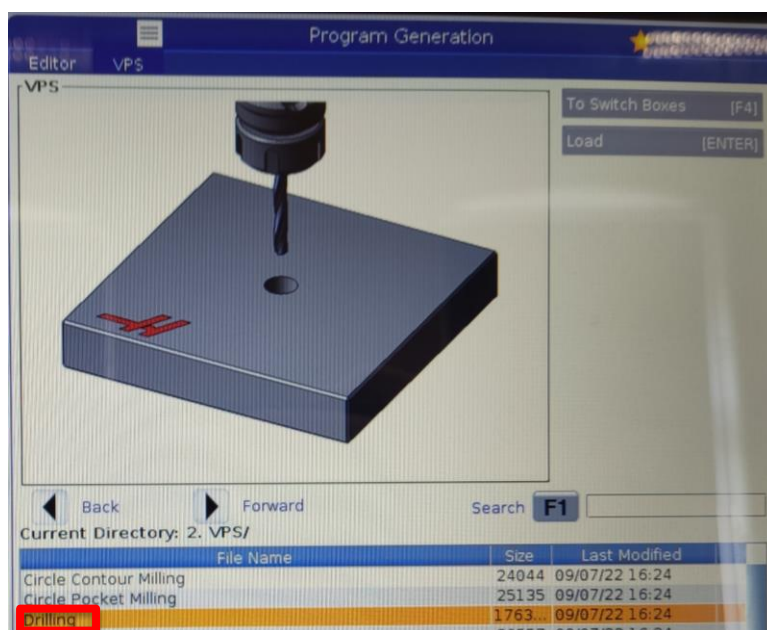 Program Generation
Editor VPS
VPS
To Switch Boxes [F4]
Load [ENTER]
Back Forward Search F1
Current Directory: 2. VPS/
File Name Size Last Modified
Circle Contour Milling 24044 09/07/22 16:24
Circle Pocket Milling 25135 09/07/22 16:24
Drilling 1763... 09/07/22 16:24